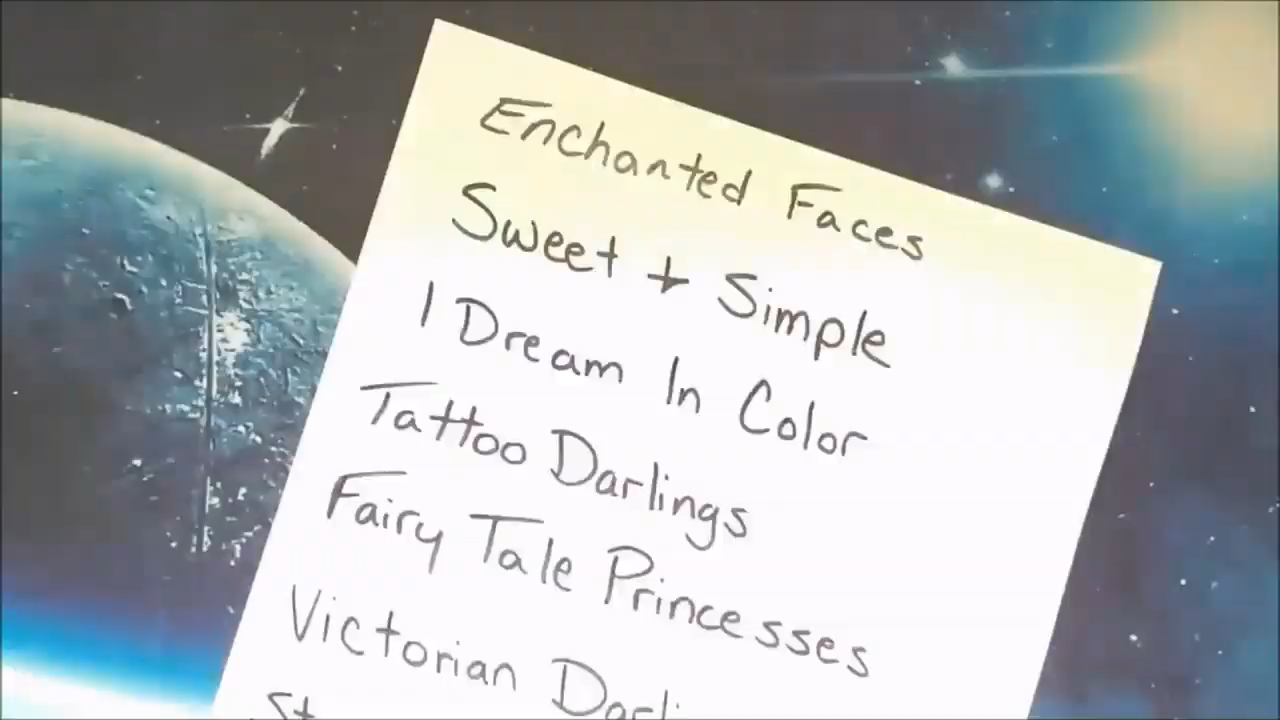 Enchanted Faces
Sweet + Simple
I Dream In Color
Tattoo Darlings
Fairy Tale Princesses
Victorian